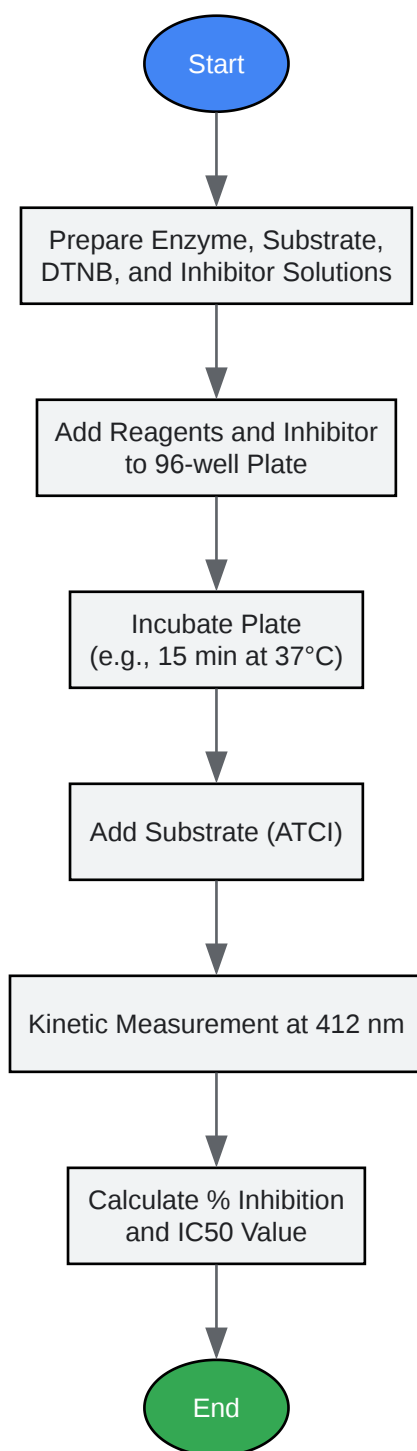 Start
Prepare Enzyme, Substrate,
DTNB, and Inhibitor Solutions
Add Reagents and Inhibitor
to 96-well Plate
Incubate Plate
(e.g., 15 min at 37°C)
Add Substrate (ATCI)
Kinetic Measurement at 412 nm
Calculate % Inhibition
and IC50 Value
End